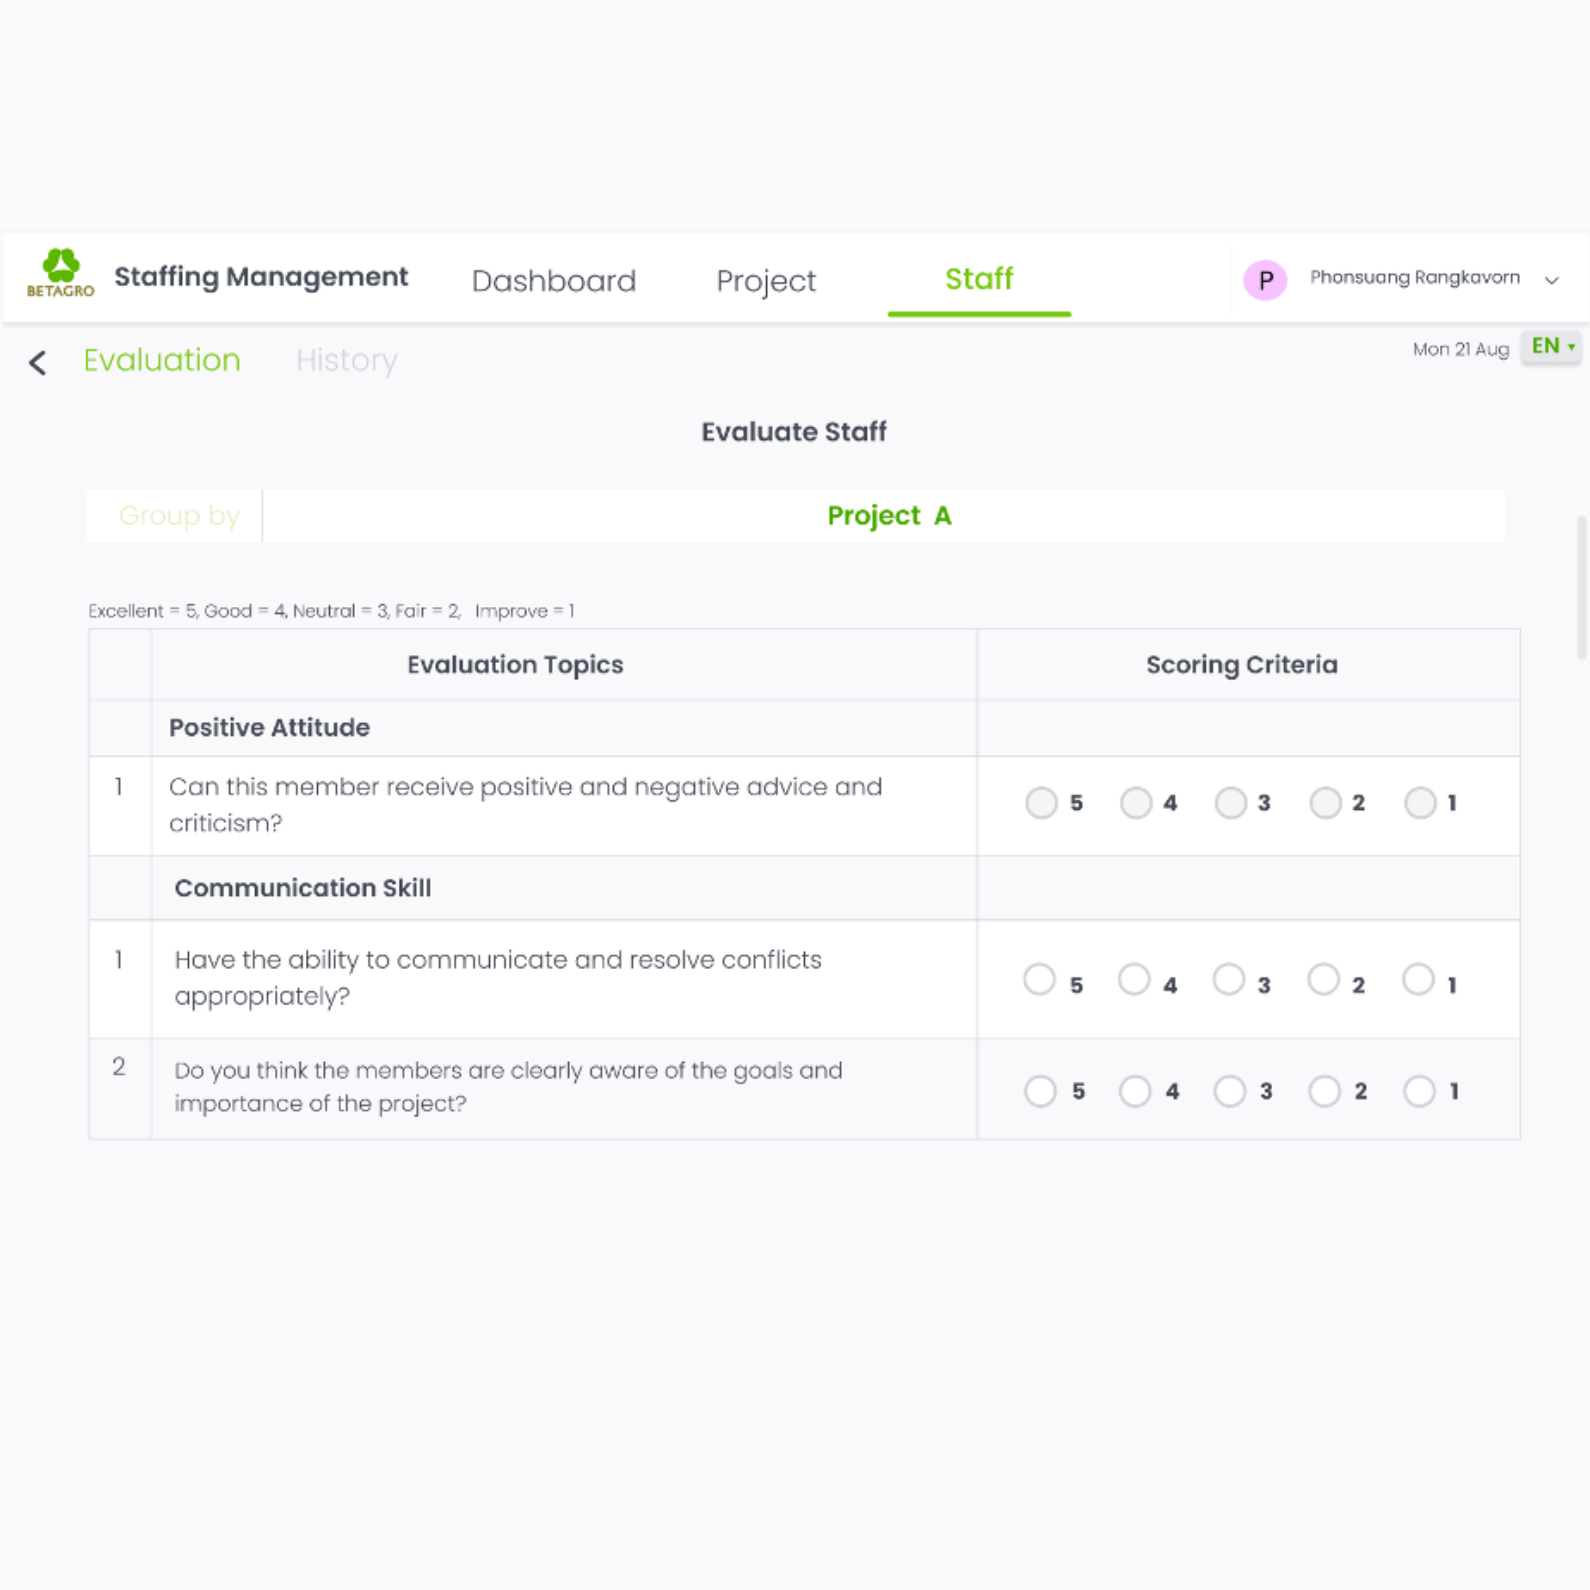 BETAGRO
Staffing Management Dashboard Project Staff P Phonsuang Rangkavorn
Evaluation History Mon 21 Aug EN
Evaluate Staff
Group by Project A
Excellent = 5, Good = 4, Neutral = 3, Fair = 2, Improve = 1
Evaluation Topics Scoring Criteria
Positive Attitude
1 Can this member receive positive and negative advice and
criticism?
5 4 3 2 1
Communication Skill
1 Have the ability to communicate and resolve conflicts
appropriately?
5 4 3 2 1
2 Do you think the members are clearly aware of the goals and
importance of the project?
5 4 3 2 1